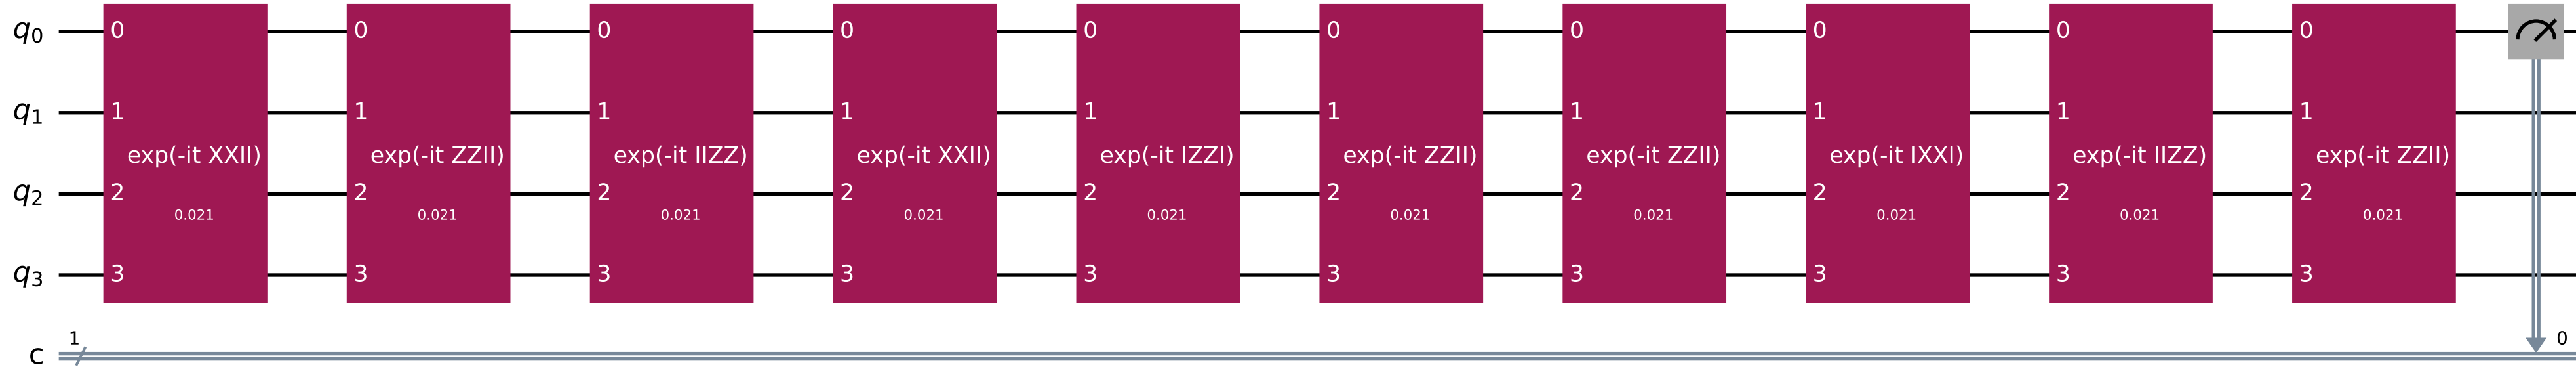 q0 0 0 0 0 0 0 0 0 0 0
q1 1 1 1 1 1 1 1 1 1 1
exp(-it XXII) exp(-it ZZII) exp(-it IIZZ) exp(-it XXII) exp(-it IZZI) exp(-it ZZII) exp(-it ZZII) exp(-it IXXI) exp(-it IIZZ) exp(-it ZZII)
q2 2 2 2 2 2 2 2 2 2 2
0.021 0.021 0.021 0.021 0.021 0.021 0.021 0.021 0.021 0.021
q3 3 3 3 3 3 3 3 3 3 3
1 0
c